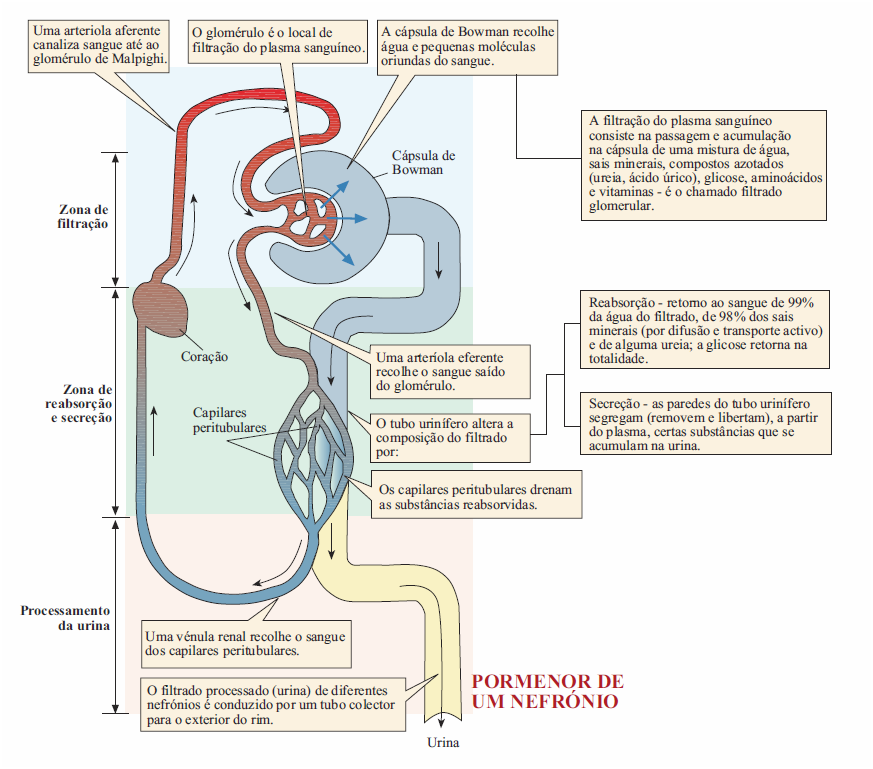 Uma arteriola aferente
canaliza sangue até ao
glomérulo de Malpighi.
O glomérulo é o local de
filtração do plasma sanguíneo.
A cápsula de Bowman recolhe
água e pequenas moléculas
oriundas do sangue.
A filtração do plasma sanguíneo
consiste na passagem e acumulação
na cápsula de uma mistura de água,
sais minerais, compostos azotados
(ureia, ácido úrico), glicose, aminoácidos
e vitaminas - é o chamado filtrado
glomerular.
Cápsula de
Bowman
Zona de
filtração
Coração
Reabsorção - retorno ao sangue de 99%
da água do filtrado, de 98% dos sais
minerais (por difusão e transporte activo)
e de alguma ureia; a glicose retorna na
totalidade.
Uma arteríola eferente
recolhe o sangue saído
do glomérulo.
Zona de
reabsorção
e secreção
Capilares
peritubulares
O tubo urinífero altera a
composição do filtrado
por:
Secreção - as paredes do tubo urinífero
segregam (removem e libertam), a partir
do plasma, certas substâncias que se
acumulam na urina.
Os capilares peritubulares drenam
as substâncias reabsorvidas.
Processamento
da urina
Uma vénula renal recolhe o sangue
dos capilares peritubulares.
O filtrado processado (urina) de diferentes
nefrónios é conduzido por um tubo colector
para o exterior do rim.
PORMENOR DE
UM NEFRÓNIO
Urina